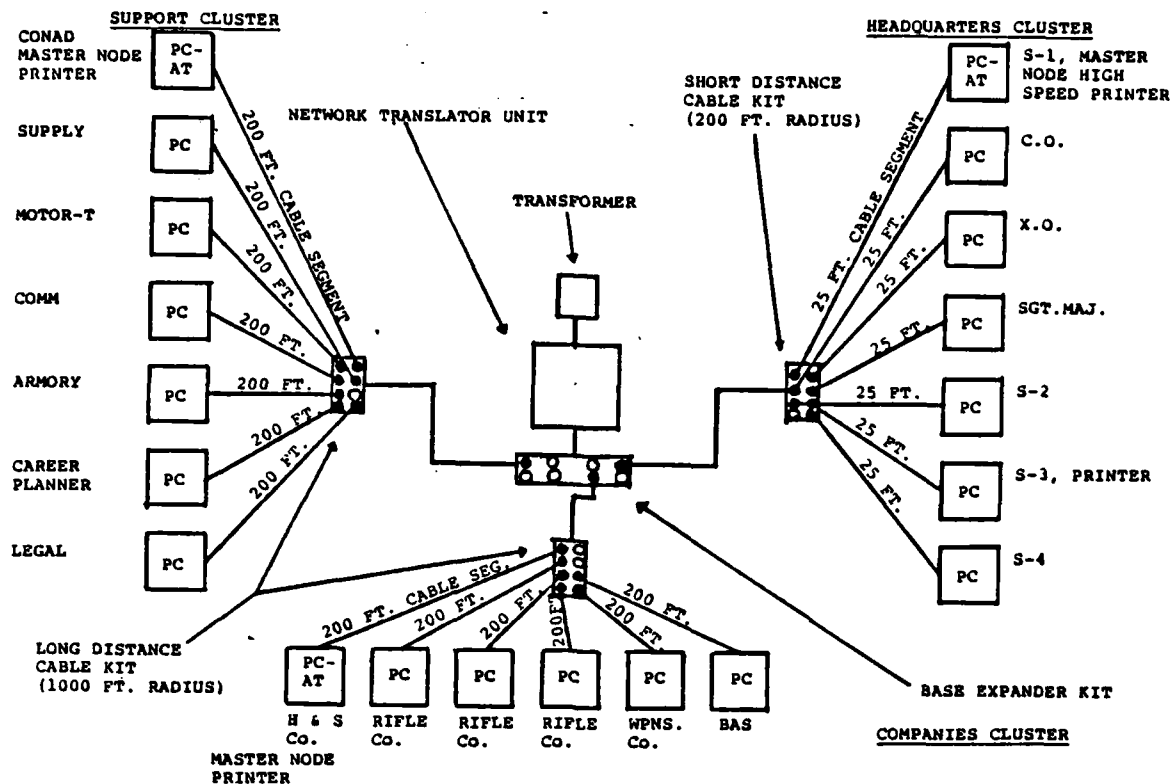 SUPPORT CLUSTER
CONAD
MASTER NODE
PRINTER
PC-
AT
SUPPLY
PC
MOTOR-T
PC
COMM
PC
ARMORY
PC
CAREER
PLANNER
PC
LEGAL
PC
200 FT. CABLE SEGMENT
200 FT.
200 FT.
200 FT.
200 FT.
200 FT.
200 FT.
NETWORK TRANSLATOR UNIT
TRANSFORMER
SHORT DISTANCE
CABLE KIT
(200 FT. RADIUS)
HEADQUARTERS CLUSTER
PC-
AT
S-1, MASTER
NODE HIGH
SPEED PRINTER
PC
C.O.
PC
X.O.
PC
SGT.MAJ.
PC
S-2
PC
S-3, PRINTER
PC
S-4
25 FT. CABLE SEGMENT
25 FT.
25 FT.
25 FT.
25 FT.
25 FT.
25 FT.
LONG DISTANCE
CABLE KIT
(1000 FT. RADIUS)
200 FT. CABLE SEG.
200 FT.
200 FT.
200FT
200 FT.
200 FT.
PC-
AT
PC
PC
PC
PC
PC
H & S
Co.
MASTER NODE
PRINTER
RIFLE
Co.
RIFLE
Co.
RIFLE
Co.
WPNS.
Co.
BAS
BASE EXPANDER KIT
COMPANIES CLUSTER